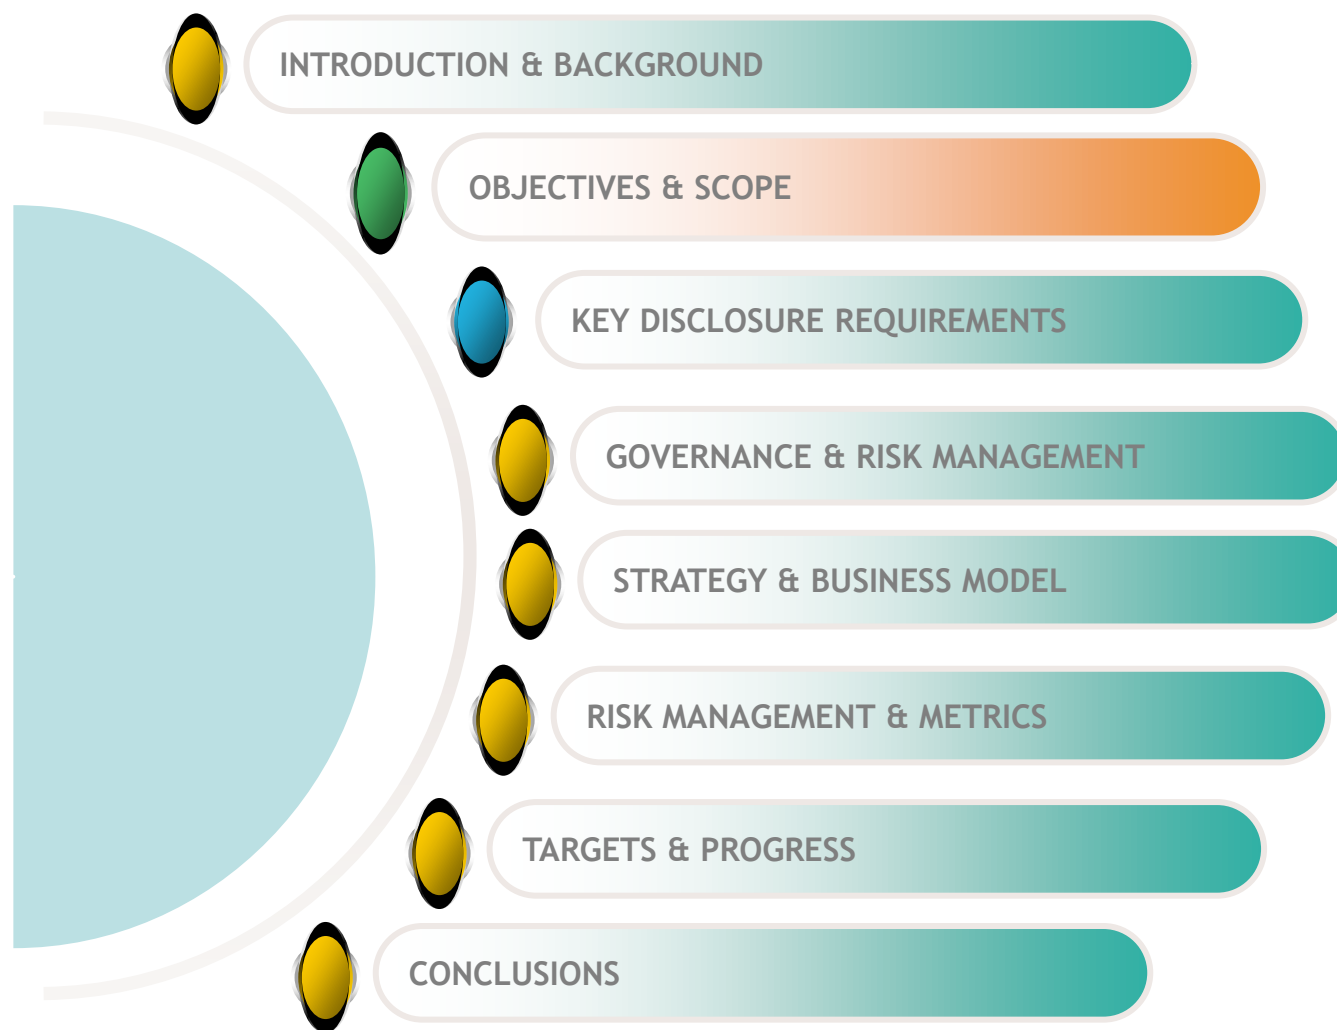 INTRODUCTION & BACKGROUND
OBJECTIVES & SCOPE
KEY DISCLOSURE REQUIREMENTS
GOVERNANCE & RISK MANAGEMENT
STRATEGY & BUSINESS MODEL
RISK MANAGEMENT & METRICS
TARGETS & PROGRESS
CONCLUSIONS